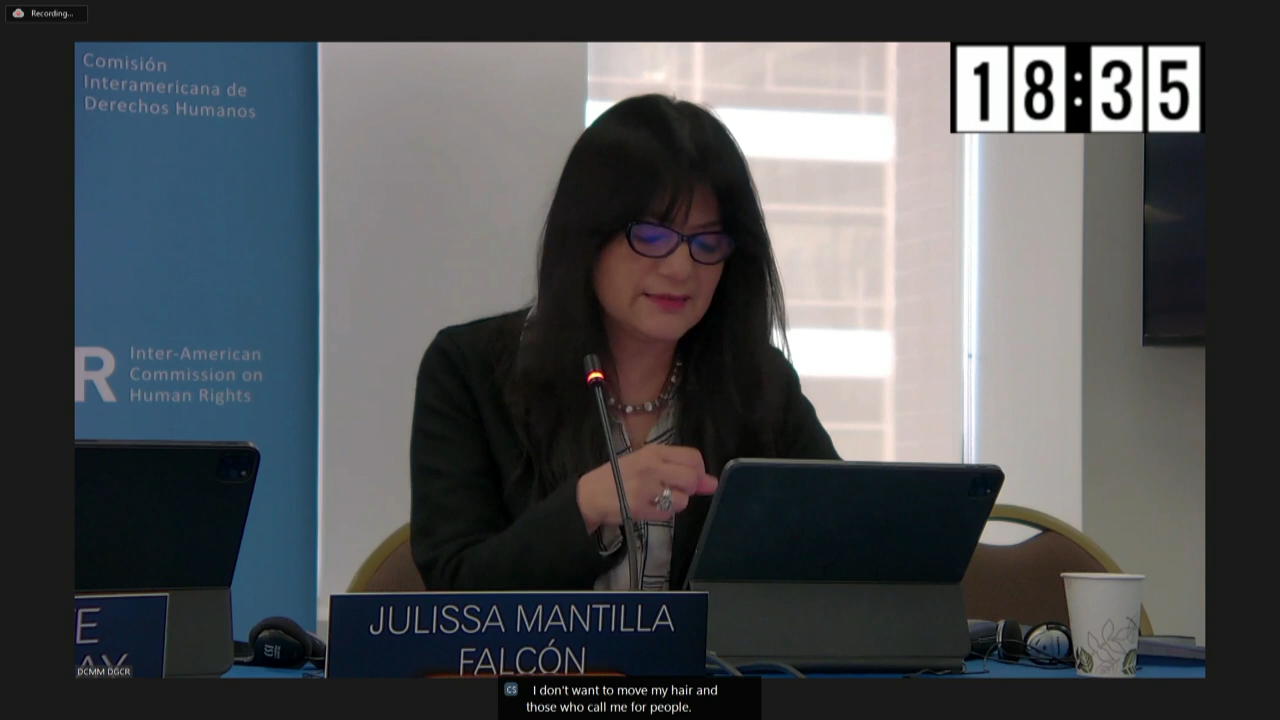 Recording...
Comisión
Interamericana de
Derechos Humanos
18:35
R
Inter-American
Commission on
Human Rights
E
AY
JULISSA MANTILLA
FALCÓN
DCMM DGCR
CS
I don't want to move my hair and
those who call me for people.